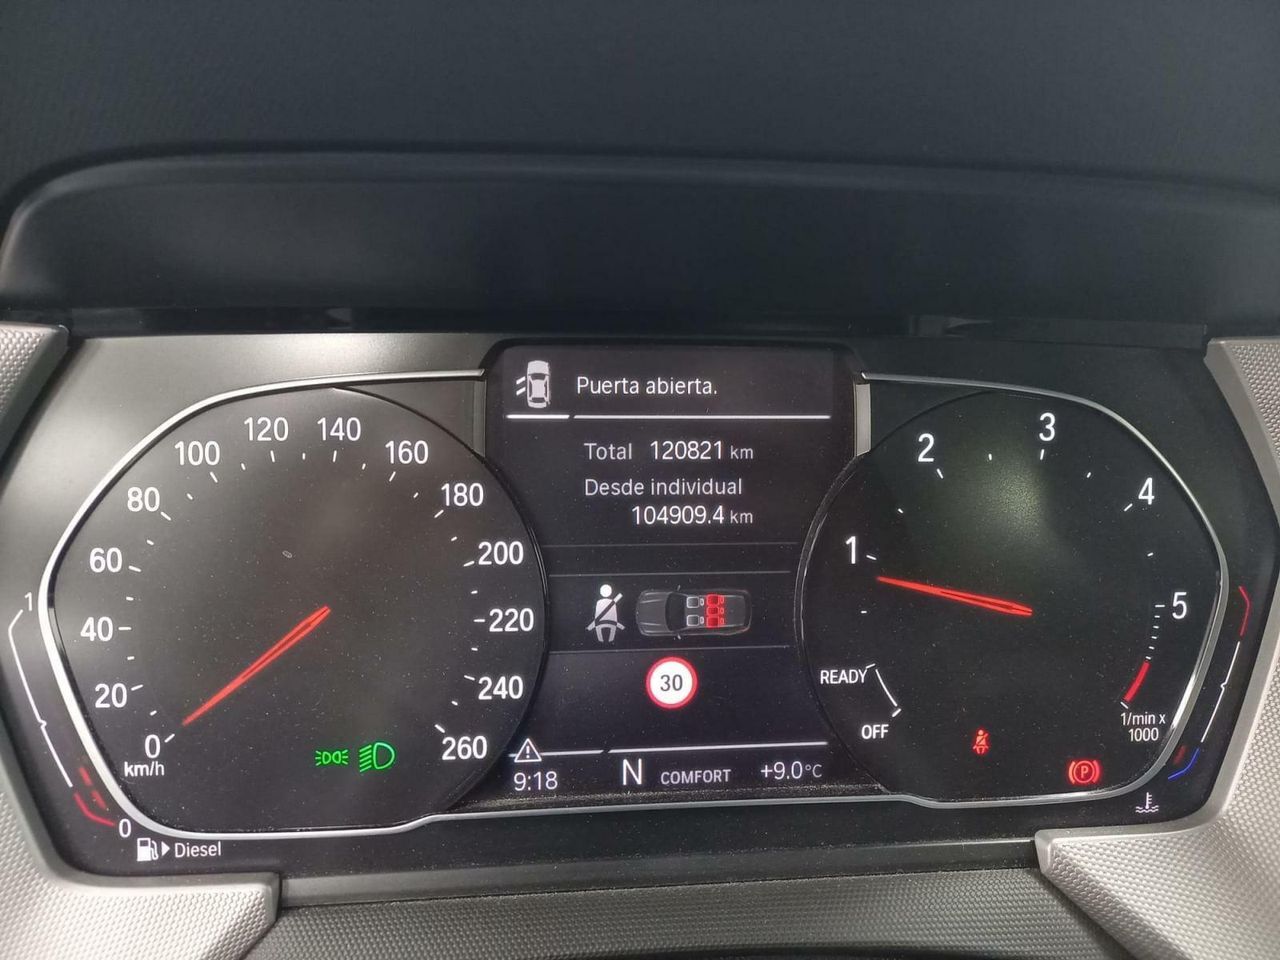 Puerta abierta.
Total 120821 km
Desde individual
104909.4 km
30
9:18 N COMFORT +9.0°C
0 20 40 60 80 100 120 140 160 180 200 220 240 260
km/h
1
0
Diesel
1 2 3 4 5
READY
OFF
1/min x
1000
P